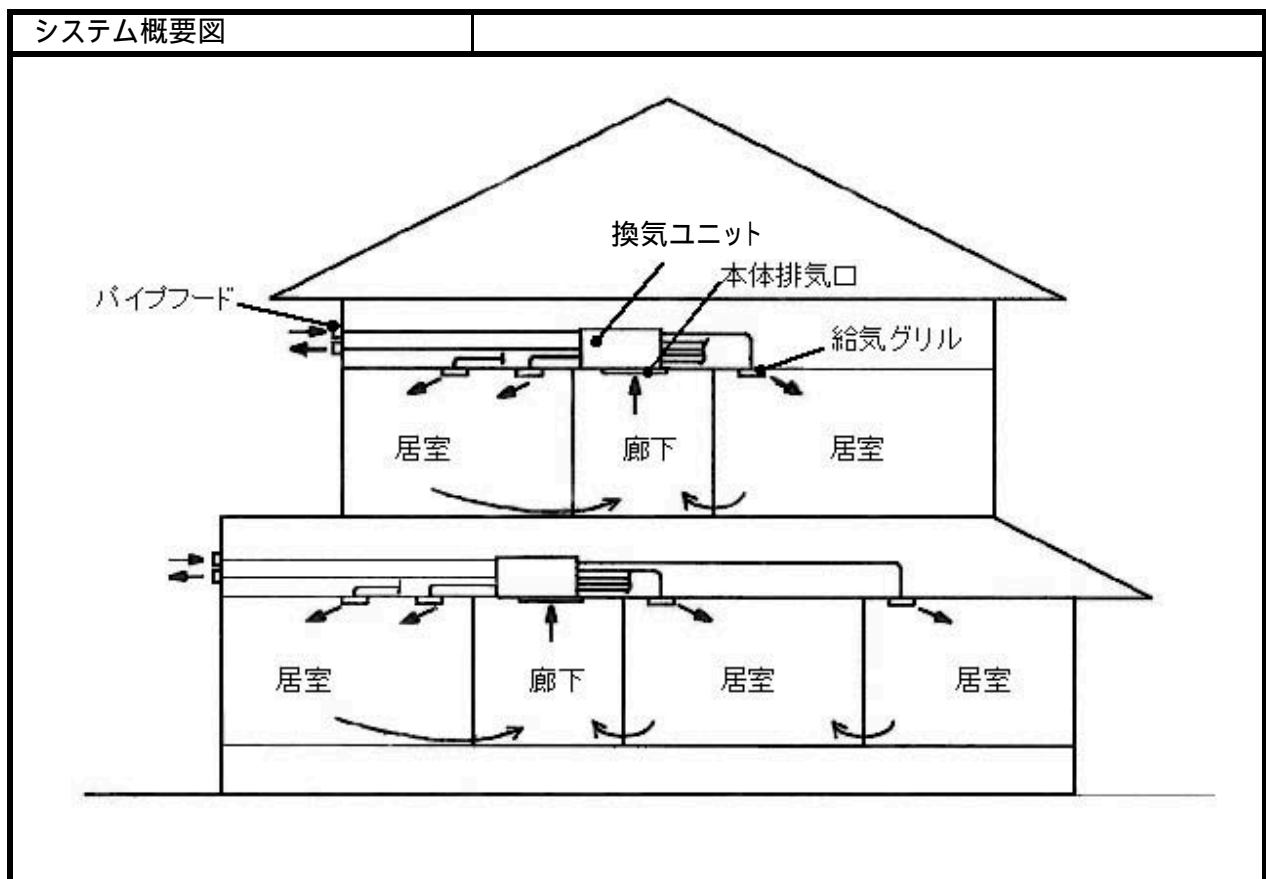 システム概要図
換気ユニット
本体排気口
パイプフード
給気グリル
居室
廊下
居室
居室
廊下
居室
居室